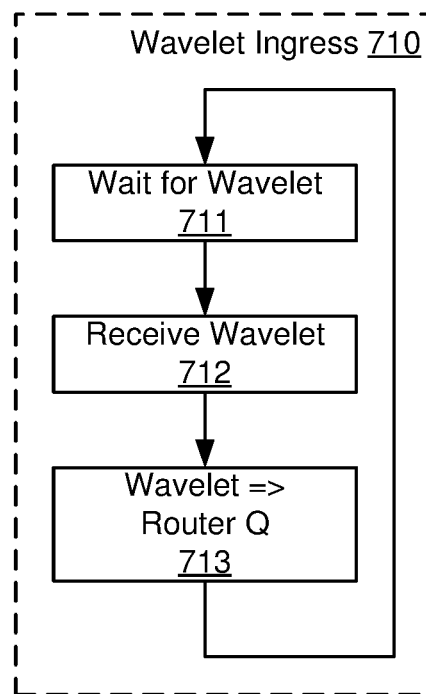 Wavelet Ingress 710
Wait for Wavelet
711
Receive Wavelet
712
Wavelet =>
Router Q
713